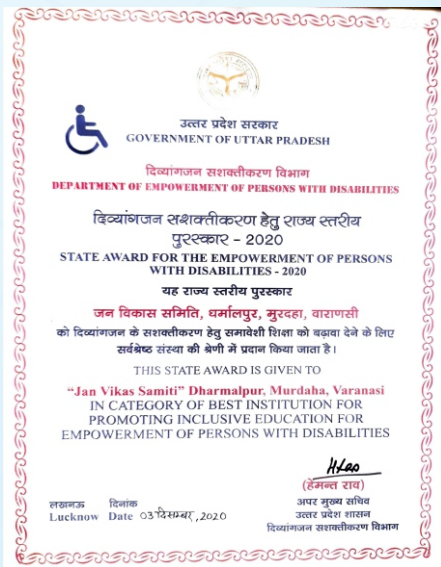 उत्तर प्रदेश सरकार
GOVERNMENT OF UTTAR PRADESH
दिव्यांगजन सशक्तीकरण विभाग
DEPARTMENT OF EMPOWERMENT OF PERSONS WITH DISABILITIES
दिव्यांगजन सशक्तीकरण हेतु राज्य स्तरीय
पुरस्कार - 2020
STATE AWARD FOR THE EMPOWERMENT OF PERSONS
WITH DISABILITIES - 2020
यह राज्य स्तरीय पुरस्कार
जन विकास समिति, धर्मालपुर, मुरदहा, वाराणसी
को दिव्यांगजन के सशक्तीकरण हेतु समावेशी शिक्षा को बढ़ावा देने के लिए
सर्वश्रेष्ठ संस्था की श्रेणी में प्रदान किया जाता है।
THIS STATE AWARD IS GIVEN TO
"Jan Vikas Samiti" Dharmalpur, Murdaha, Varanasi
IN CATEGORY OF BEST INSTITUTION FOR
PROMOTING INCLUSIVE EDUCATION FOR
EMPOWERMENT OF PERSONS WITH DISABILITIES
(हेमन्त राव)
अपर मुख्य सचिव
उत्तर प्रदेश शासन
दिव्यांगजन सशक्तीकरण विभाग
लखनऊ दिनांक
Lucknow Date 03 दिसम्बर, 2020